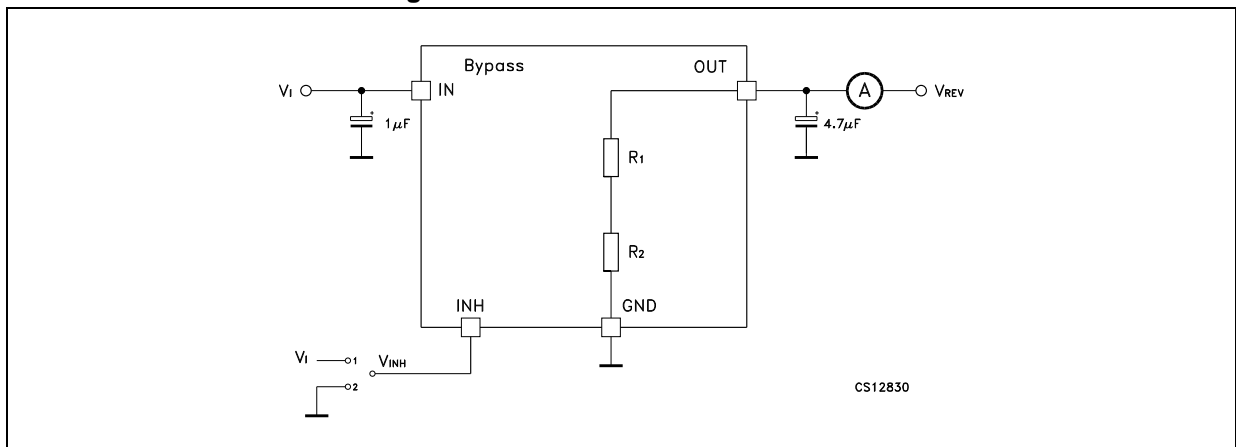 g
Bypass
OUT
VI
IN
A
VREV
1µF
4.7µF
R1
R2
INH
GND
VI
1
VINH
2
CS12830